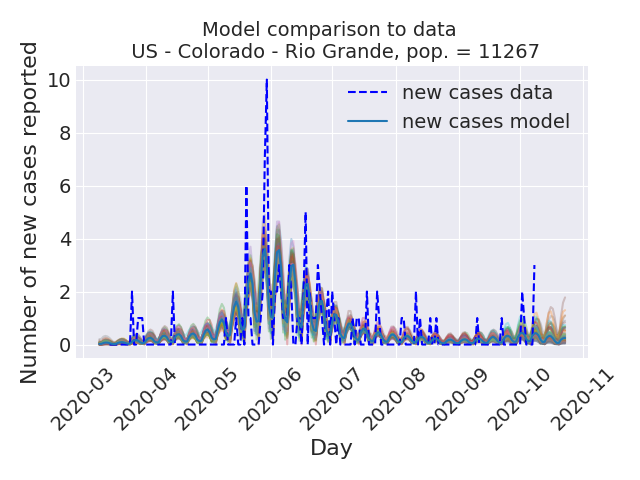 Model comparison to data
US - Colorado - Rio Grande, pop. = 11267
Number of new cases reported
10
8
6
4
2
0
new cases data
new cases model
2020-03
2020-04
2020-05
2020-06
2020-07
2020-08
2020-09
2020-10
2020-11
Day